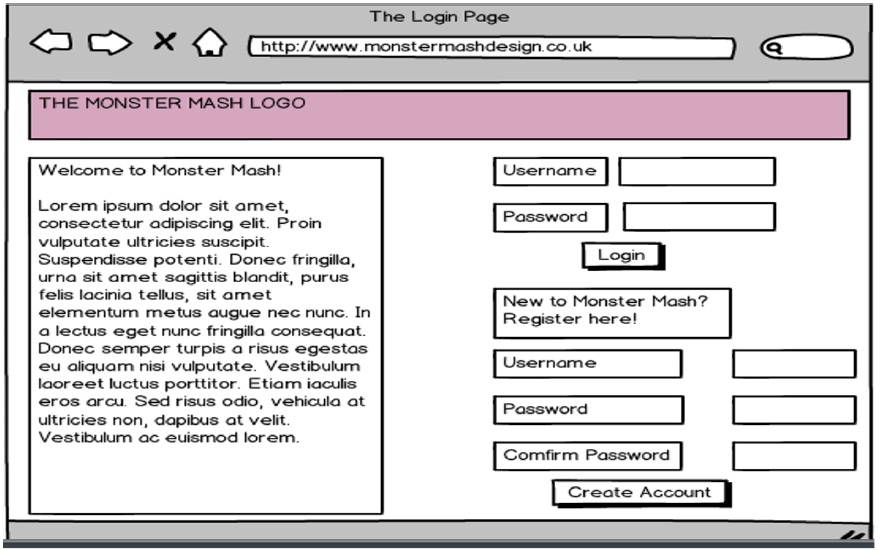 The Login Page
http://www.monstermashdesign.co.uk
THE MONSTER MASH LOGO
Welcome to Monster Mash!
Lorem ipsum dolor sit amet,
consectetur adipiscing elit. Proin
vulputate ultricies suscipit.
Suspendisse potenti. Donec fringilla,
urna sit amet sagittis blandit, purus
felis lacinia tellus, sit amet
elementum metus augue nec nunc. In
a lectus eget nunc fringilla consequat.
Donec semper turpis a risus egestas
eu aliquam nisi vulputate. Vestibulum
laoreet luctus porttitor. Etiam iaculis
eros arcu. Sed risus odio, vehicula at
ultricies non, dapibus at velit.
Vestibulum ac euismod lorem.
Username
Password
Login
New to Monster Mash?
Register here!
Username
Password
Comfirm Password
Create Account